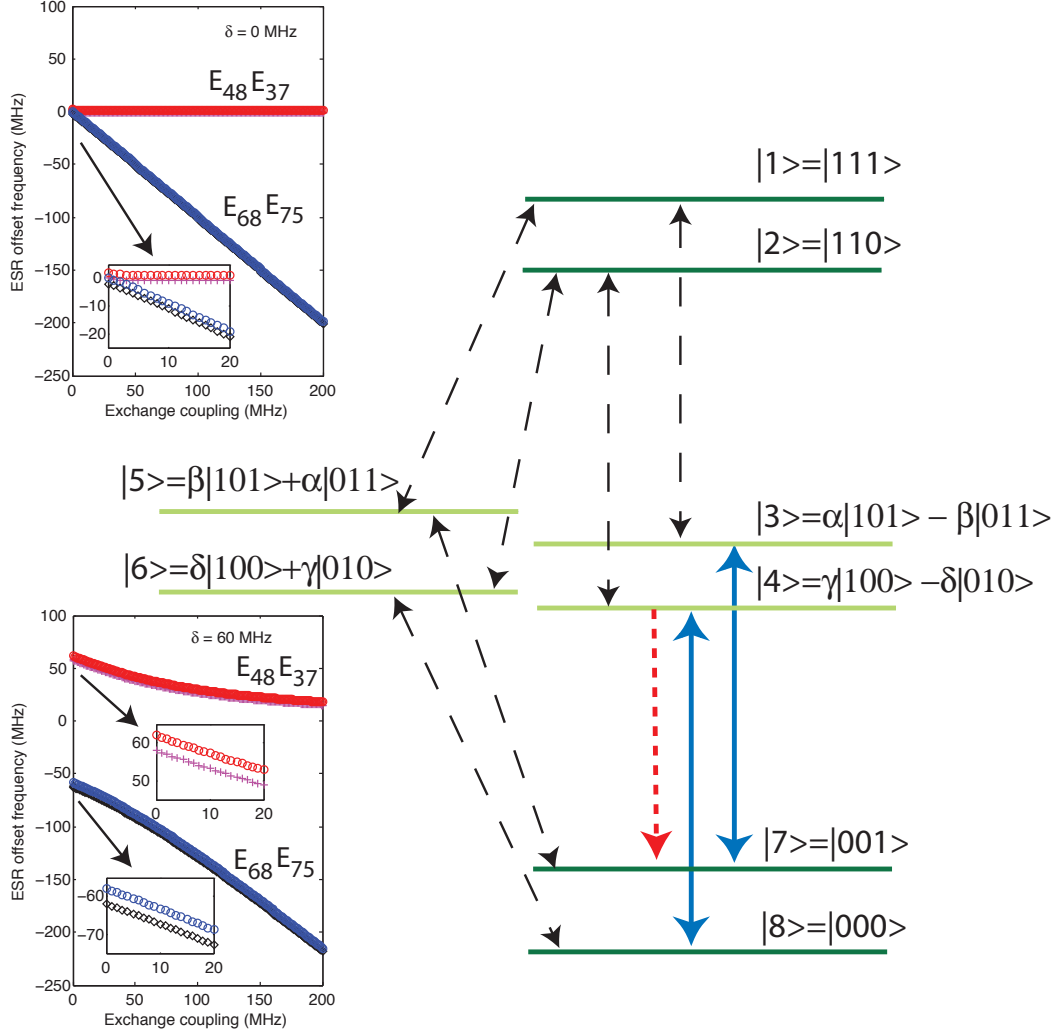 100
50
0
−50
−100
−150
−200
−250
ESR offset frequency (MHz)
δ = 0 MHz
E48 E37
E68 E75
0
−10
−20
0 10 20
0 50 100 150 200
Exchange coupling (MHz)
|1>=|111>
|2>=|110>
|5>=β|101>+α|011>
|6>=δ|100>+γ|010>
|3>=α|101> − β|011>
|4>=γ|100> −δ|010>
|7>=|001>
|8>=|000>
100
50
0
−50
−100
−150
−200
−250
ESR offset frequency (MHz)
δ = 60 MHz
E48 E37
60
50
0 10 20
E68 E75
−60
−70
0 10 20
0 50 100 150 200
Exchange coupling (MHz)